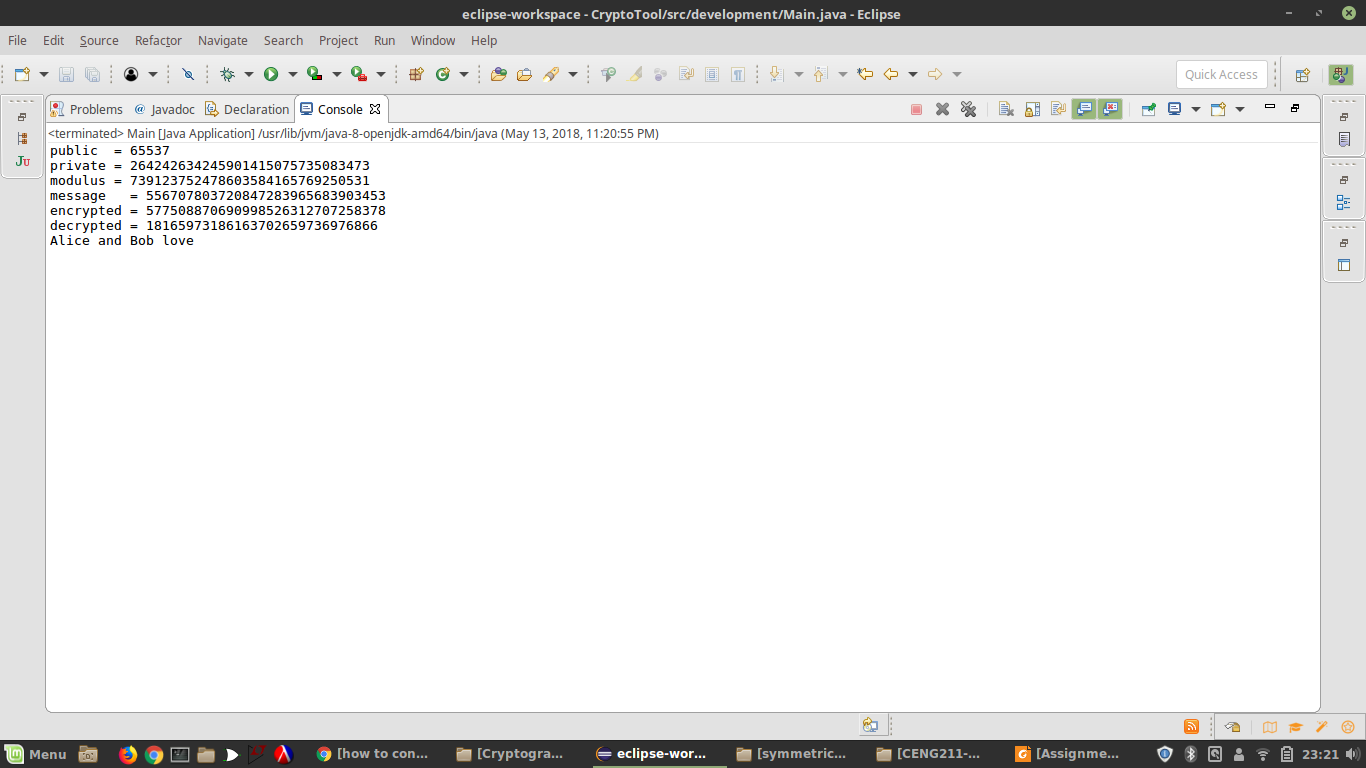 eclipse-workspace - CryptoTool/src/development/Main.java - Eclipse
File Edit Source Refactor Navigate Search Project Run Window Help
Quick Access
Problems @ Javadoc Declaration Console
<terminated> Main [Java Application] /usr/lib/jvm/java-8-openjdk-amd64/bin/java (May 13, 2018, 11:20:55 PM)
public  = 65537
private = 264242634245901415075735083473
modulus = 739123752478603584165769250531
message   = 556707803720847283965683903453
encrypted = 577508870690998526312707258378
decrypted = 18165973186163702659736976866
Alice and Bob love
JU
Menu [how to con... [Cryptogra... eclipse-wor... [symmetric... [CENG211-... [Assignme... 23:21